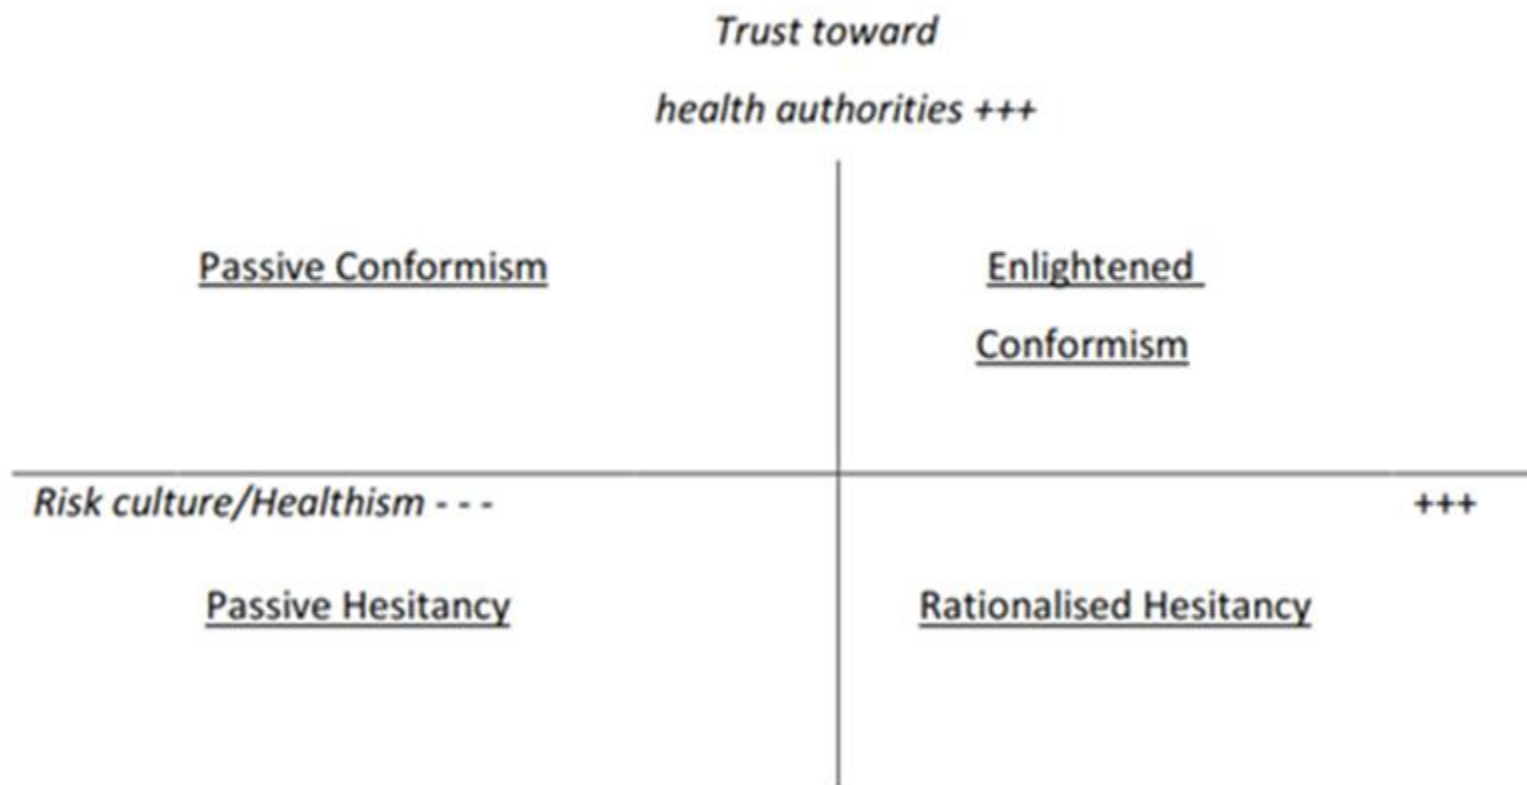 Trust toward
health authorities +++
Passive Conformism
Enlightened
Conformism
Risk culture/Healthism - - -
+++
Passive Hesitancy
Rationalised Hesitancy